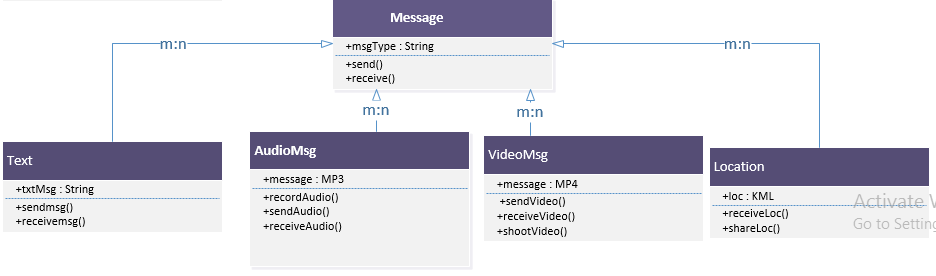 Message
+msgType : String
+send()
+receive()
m:n
m:n
m:n
m:n
Text
+txtMsg : String
+sendmsg()
+receivemsg()
AudioMsg
+message : MP3
+recordAudio()
+sendAudio()
+receiveAudio()
VideoMsg
+message : MP4
+sendVideo()
+receiveVideo()
+shootVideo()
Location
+loc : KML
+receiveLoc()
+shareLoc()
Activate
Go to